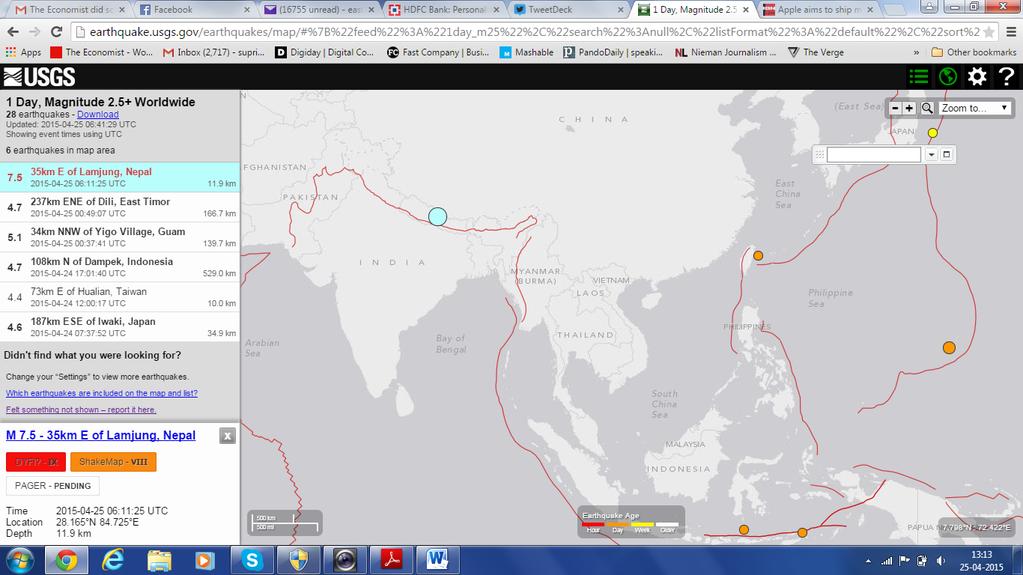 The Economist did so
Facebook
(16755 unread) - eas
HDFC Bank: Personal
TweetDeck
1 Day, Magnitude 2.5
Apple aims to ship m
earthquake.usgs.gov/earthquakes/map/#%7B%22feed%22%3A%221day_m25%22%2C%22search%22%3Anull%2C%22listFormat%22%3A%22default%22%2C%22sort%2
Apps
The Economist - Wo...
Inbox (2,717) - supri...
Digiday | Digital Co...
FC Fast Company | Busi...
Mashable
PandoDaily | speaki...
NL Nieman Journalism ...
The Verge
»
Other bookmarks
USGS
1 Day, Magnitude 2.5+ Worldwide
28 earthquakes - Download
Updated: 2015-04-25 06:41:29 UTC
Showing event times using UTC
6 earthquakes in map area
7.5 35km E of Lamjung, Nepal
2015-04-25 06:11:25 UTC 11.9 km
4.7 237km ENE of Dili, East Timor
2015-04-25 00:49:07 UTC 166.7 km
5.1 34km NNW of Yigo Village, Guam
2015-04-25 00:37:41 UTC 139.7 km
4.7 108km N of Dampek, Indonesia
2015-04-24 17:01:40 UTC 529.0 km
4.4 73km E of Hualian, Taiwan
2015-04-24 12:00:17 UTC 10.0 km
4.6 187km ESE of Iwaki, Japan
2015-04-24 07:37:52 UTC 34.9 km
Didn't find what you were looking for?
Change your "Settings" to view more earthquakes.
Which earthquakes are included on the map and list?
Felt something not shown – report it here.
M 7.5 - 35km E of Lamjung, Nepal
x
DYFI? - IX
ShakeMap - VIII
PAGER - PENDING
Time 2015-04-25 06:11:25 UTC
Location 28.165°N 84.725°E
Depth 11.9 km
Zoom to...
CHINA
(East Sea)
JAPAN
AFGHANISTAN
PAKISTAN
East
China
Sea
INDIA
MYANMAR
(BURMA)
VIETNAM
LAOS
Philippine
Sea
THAILAND
PHILIPPINES
Arabian
Sea
Bay of
Bengal
South
China
Sea
MALAYSIA
INDONESIA
PAPUA N
500 km
500 mi
Earthquake Age
Hour Day Week Older
7.798°N - 72.422°E
13:13
25-04-2015